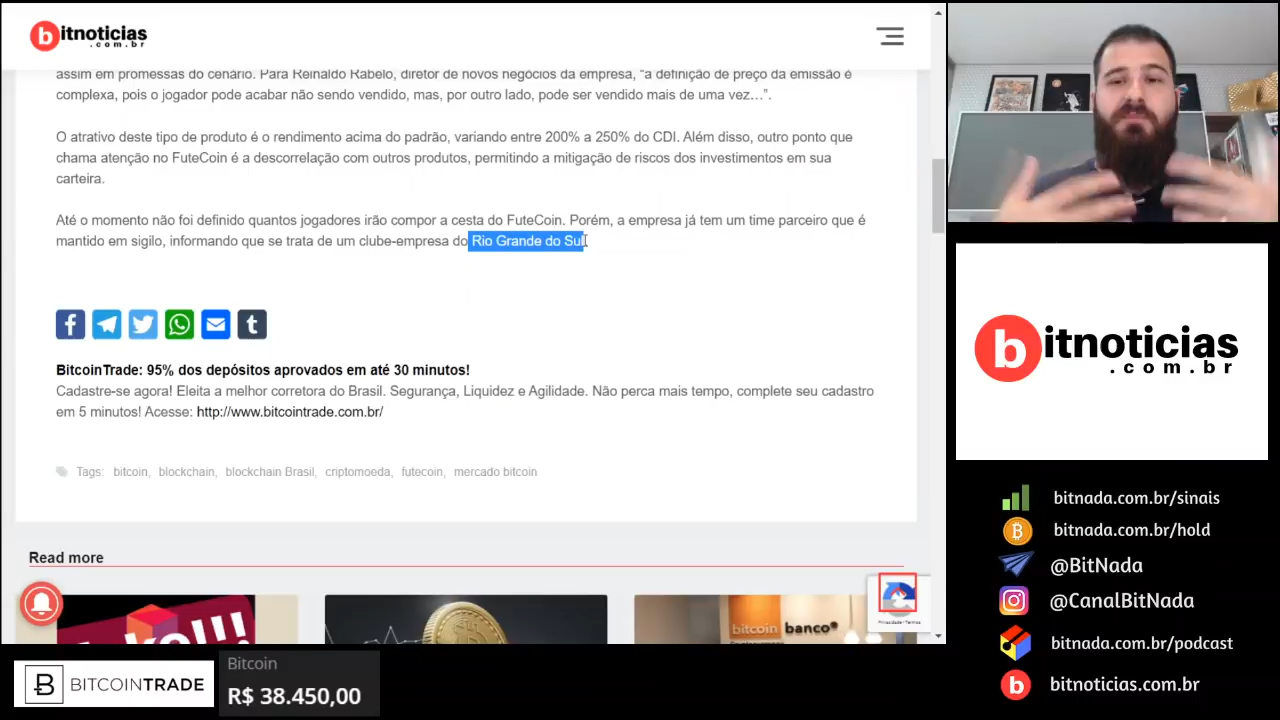 bitnoticias
.com.br
assim em promessas do cenário. Para Reinaldo Rabelo, diretor de novos negócios da empresa, “a definição de preço da emissão é
complexa, pois o jogador pode acabar não sendo vendido, mas, por outro lado, pode ser vendido mais de uma vez…”.
O atrativo deste tipo de produto é o rendimento acima do padrão, variando entre 200% a 250% do CDI. Além disso, outro ponto que
chama atenção no FuteCoin é a descorrelação com outros produtos, permitindo a mitigação de riscos dos investimentos em sua
carteira.
Até o momento não foi definido quantos jogadores irão compor a cesta do FuteCoin. Porém, a empresa já tem um time parceiro que é
mantido em sigilo, informando que se trata de um clube-empresa do Rio Grande do Sul
BitcoinTrade: 95% dos depósitos aprovados em até 30 minutos!
Cadastre-se agora! Eleita a melhor corretora do Brasil. Segurança, Liquidez e Agilidade. Não perca mais tempo, complete seu cadastro
em 5 minutos! Acesse: http://www.bitcointrade.com.br/
Tags: bitcoin, blockchain, blockchain Brasil, criptomoeda, futecoin, mercado bitcoin
Read more
bitcoin banco®
Privacidade - Termos
BITCOINTRADE
Bitcoin
R$ 38.450,00
bitnoticias
.com.br
bitnada.com.br/sinais
bitnada.com.br/hold
@BitNada
@CanalBitNada
bitnada.com.br/podcast
bitnoticias.com.br